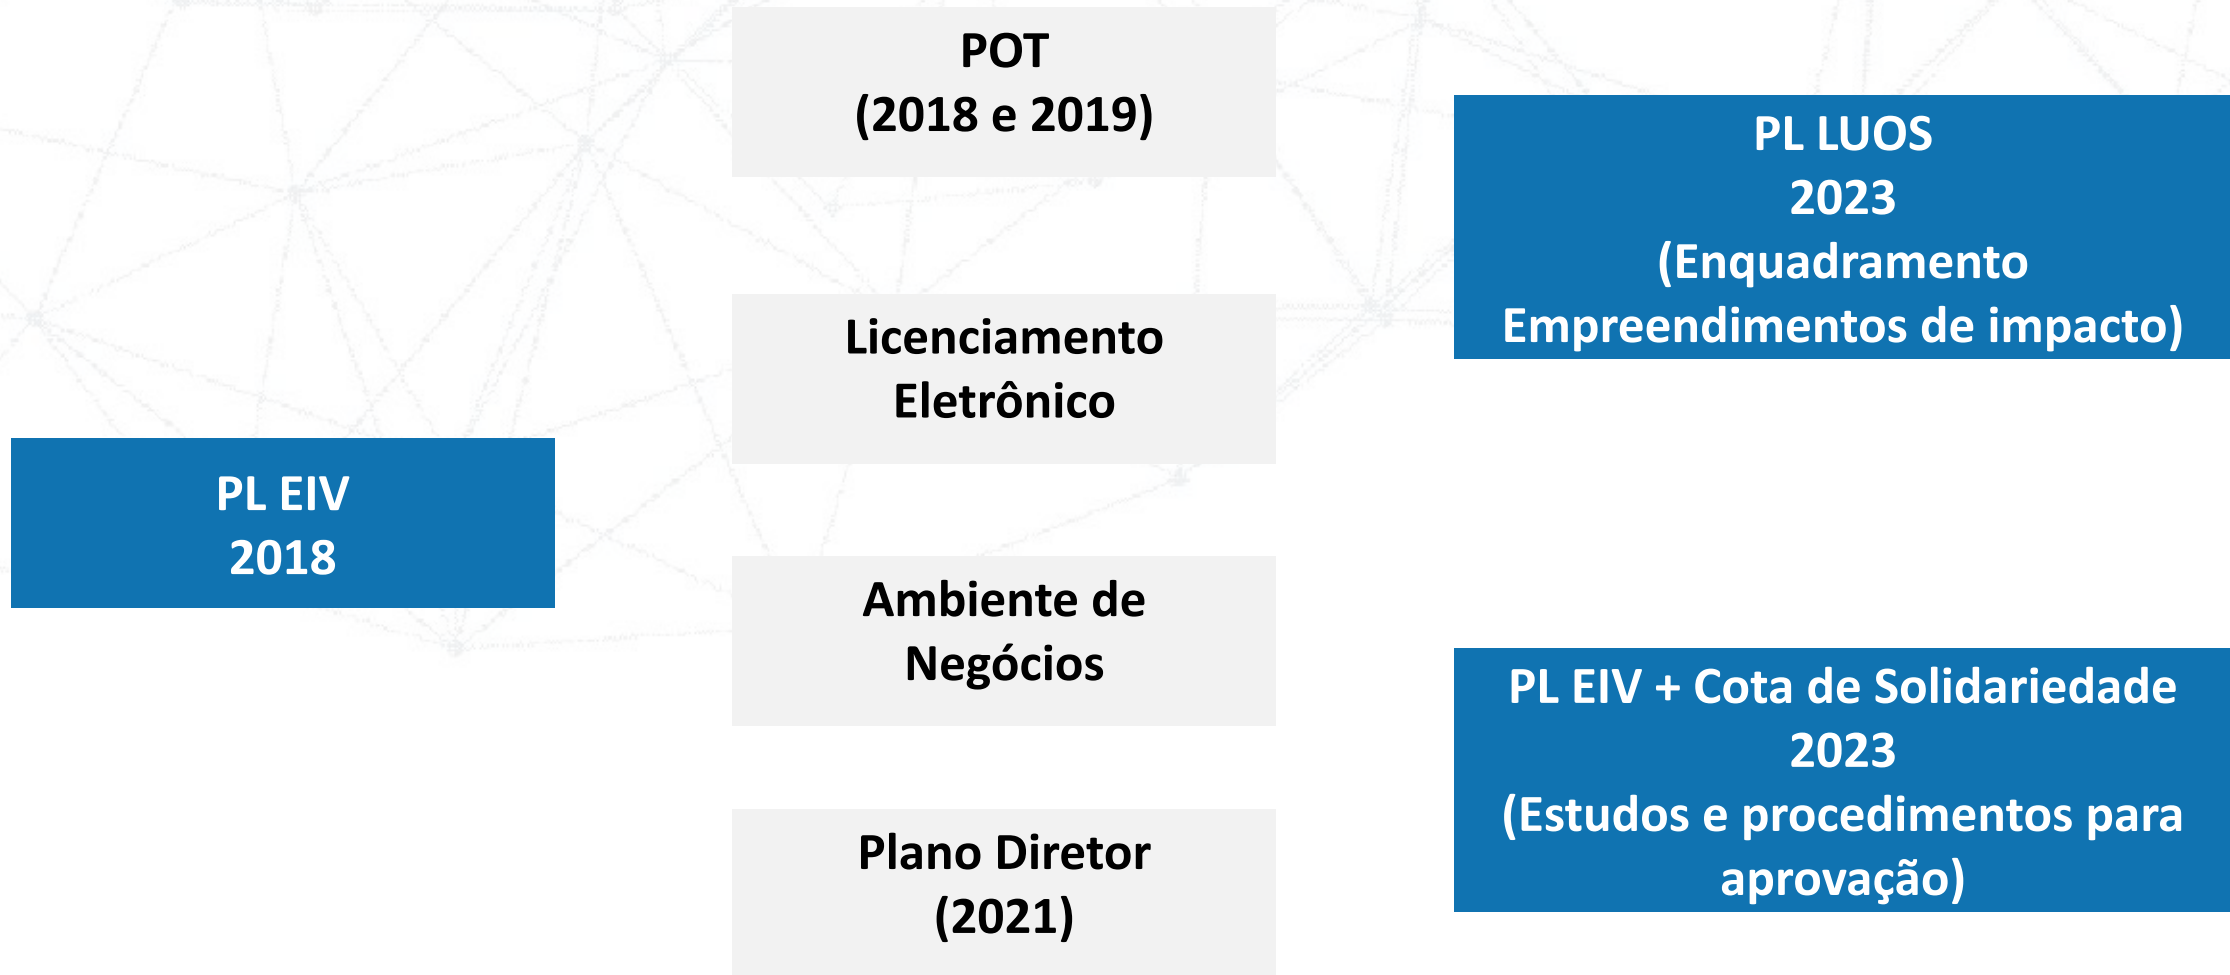 PL EIV
2018
POT
(2018 e 2019)
Licenciamento
Eletrônico
Ambiente de
Negócios
Plano Diretor
(2021)
PL LUOS
2023
(Enquadramento
Empreendimentos de impacto)
PL EIV + Cota de Solidariedade
2023
(Estudos e procedimentos para
aprovação)